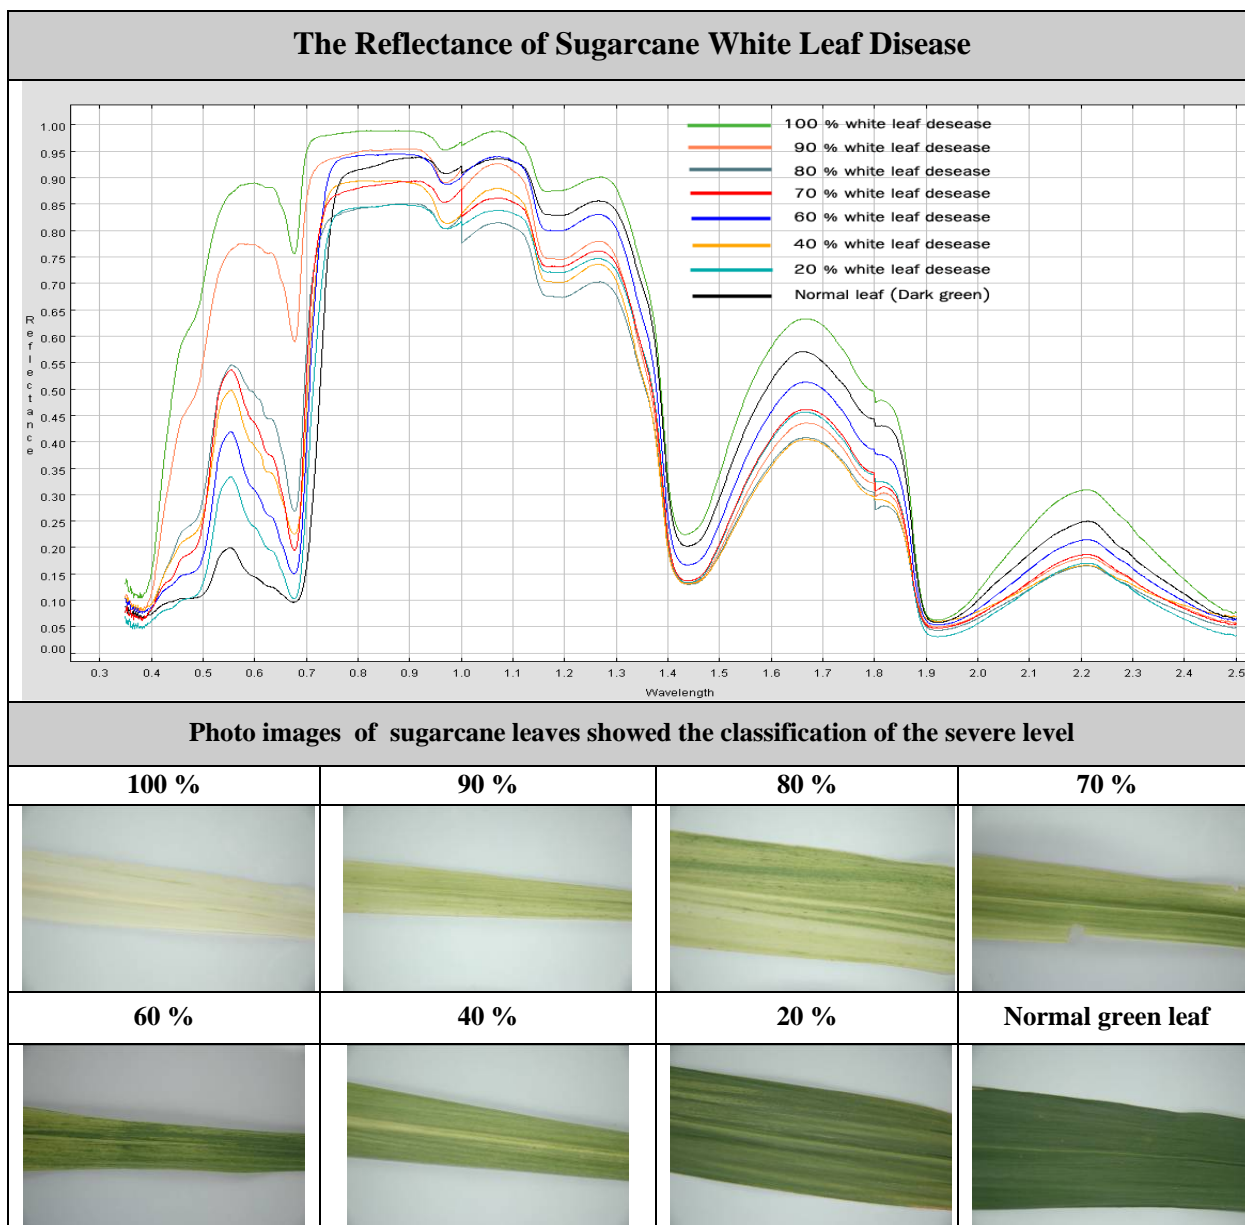 The Reflectance of Sugarcane White Leaf Disease
1.00
0.95
0.90
0.85
0.80
0.75
0.70
0.65
0.60
0.55
0.50
0.45
0.40
0.35
0.30
0.25
0.20
0.15
0.10
0.05
0.00
Reflectance
100 % white leaf desease
90 % white leaf desease
80 % white leaf desease
70 % white leaf desease
60 % white leaf desease
40 % white leaf desease
20 % white leaf desease
Normal leaf (Dark green)
0.3 0.4 0.5 0.6 0.7 0.8 0.9 1.0 1.1 1.2 1.3 1.4 1.5 1.6 1.7 1.8 1.9 2.0 2.1 2.2 2.3 2.4 2.5
Wavelength
Photo images of sugarcane leaves showed the classification of the severe level
100 % 90 % 80 % 70 %
60 % 40 % 20 % Normal green leaf